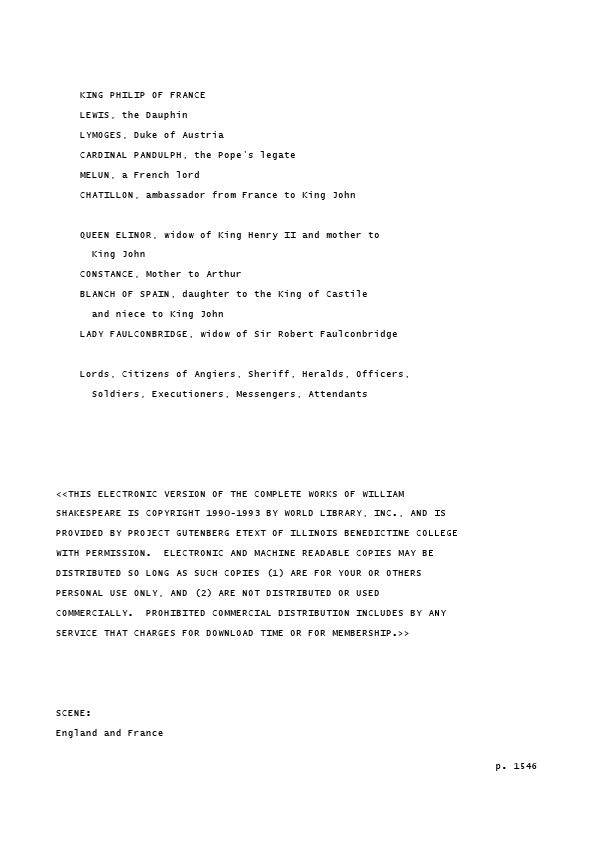 KING PHILIP OF FRANCE
LEWIS, the Dauphin
LYMOGES, Duke of Austria
CARDINAL PANDULPH, the Pope's legate
MELUN, a French lord
CHATILLON, ambassador from France to King John
QUEEN ELINOR, widow of King Henry II and mother to
King John
CONSTANCE, Mother to Arthur
BLANCH OF SPAIN, daughter to the King of Castile
and niece to King John
LADY FAULCONBRIDGE, widow of Sir Robert Faulconbridge
Lords, Citizens of Angiers, Sheriff, Heralds, Officers,
Soldiers, Executioners, Messengers, Attendants
<<THIS ELECTRONIC VERSION OF THE COMPLETE WORKS OF WILLIAM
SHAKESPEARE IS COPYRIGHT 1990-1993 BY WORLD LIBRARY, INC., AND IS
PROVIDED BY PROJECT GUTENBERG ETEXT OF ILLINOIS BENEDICTINE COLLEGE
WITH PERMISSION.  ELECTRONIC AND MACHINE READABLE COPIES MAY BE
DISTRIBUTED SO LONG AS SUCH COPIES (1) ARE FOR YOUR OR OTHERS
PERSONAL USE ONLY, AND (2) ARE NOT DISTRIBUTED OR USED
COMMERCIALLY.  PROHIBITED COMMERCIAL DISTRIBUTION INCLUDES BY ANY
SERVICE THAT CHARGES FOR DOWNLOAD TIME OR FOR MEMBERSHIP.>>
SCENE:
England and France
p. 1546